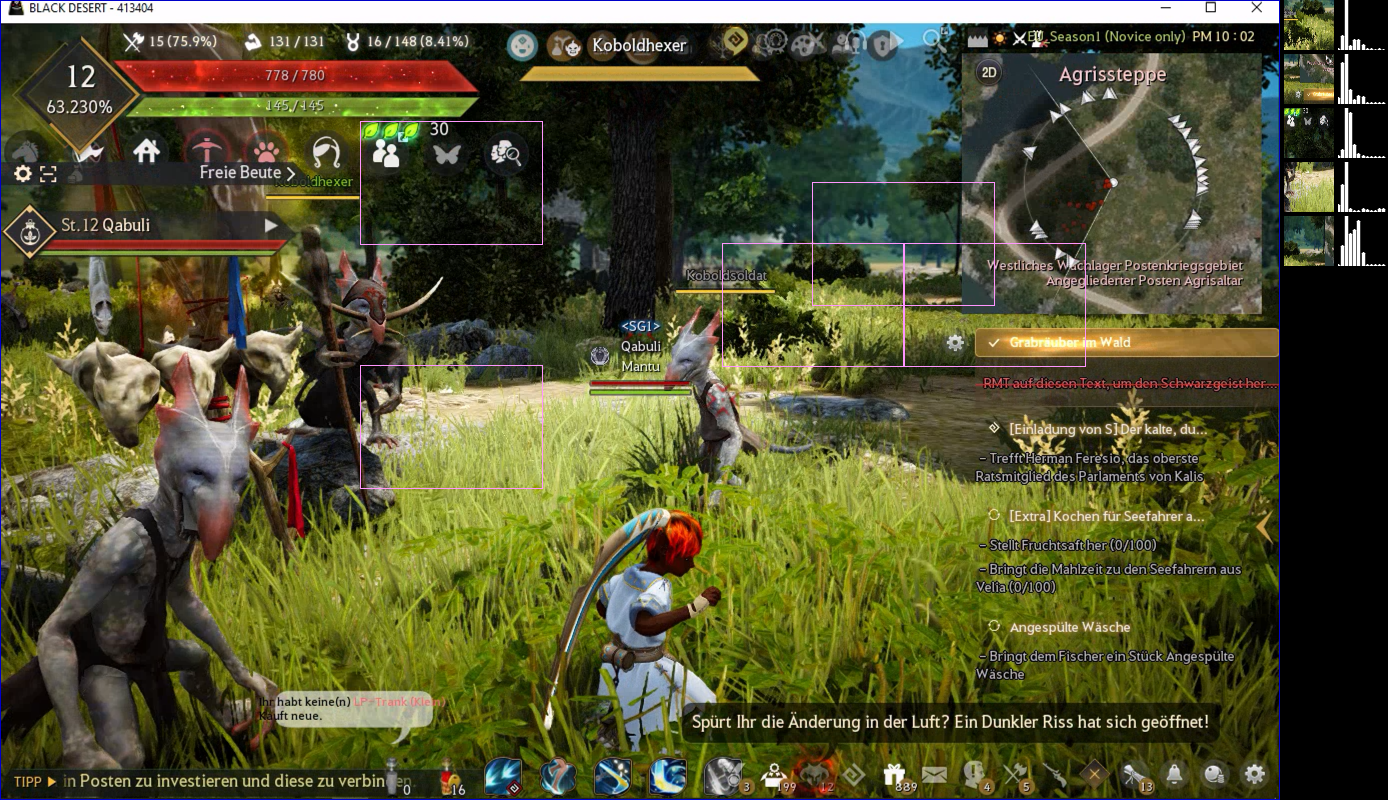 BLACK DESERT - 413404
15 (75.9%)
131 / 131
16 / 148 (8.41%)
Koboldhexer
Season1 (Novice only) PM 10 : 02
12
63.230%
778 / 780
145 / 145
2D
Agrissteppe
30
Freie Beute
Koboldhexer
St.12 Qabuli
Koboldsoldat
Westliches Wachlager Postenkriegsgebiet
Angegliederter Posten Agrisaltar
<SG1>
Qabuli
Mantu
Grabräuber im Wald
RMT auf diesen Text, um den Schwarzgeist her...
[Einladung von S] Der kalte, du...
– Trefft Herman Feresio, das oberste
Ratsmitglied des Parlaments von Kalis
[Extra] Kochen für Seefahrer a...
– Stellt Fruchtsaft her (0/100)
– Bringt die Mahlzeit zu den Seefahrern aus
Velia (0/100)
Angespülte Wäsche
– Bringt dem Fischer ein Stück Angespülte
Wäsche
Ihr habt keine(n) LP-Trank (Klein)
Kauft neue.
Spürt Ihr die Änderung in der Luft? Ein Dunkler Riss hat sich geöffnet!
TIPP in Posten zu investieren und diese zu verbin
0
16
3
199
12
889
4
5
13